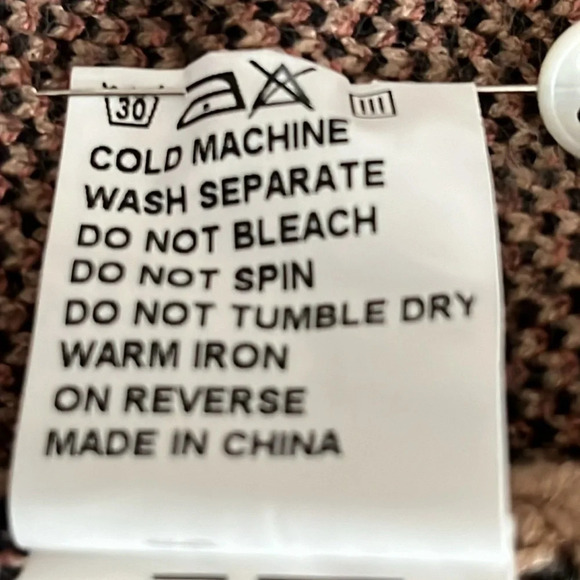 30
COLD MACHINE
WASH SEPARATE
DO NOT BLEACH
DO NOT SPIN
DO NOT TUMBLE DRY
WARM IRON
ON REVERSE
MADE IN CHINA